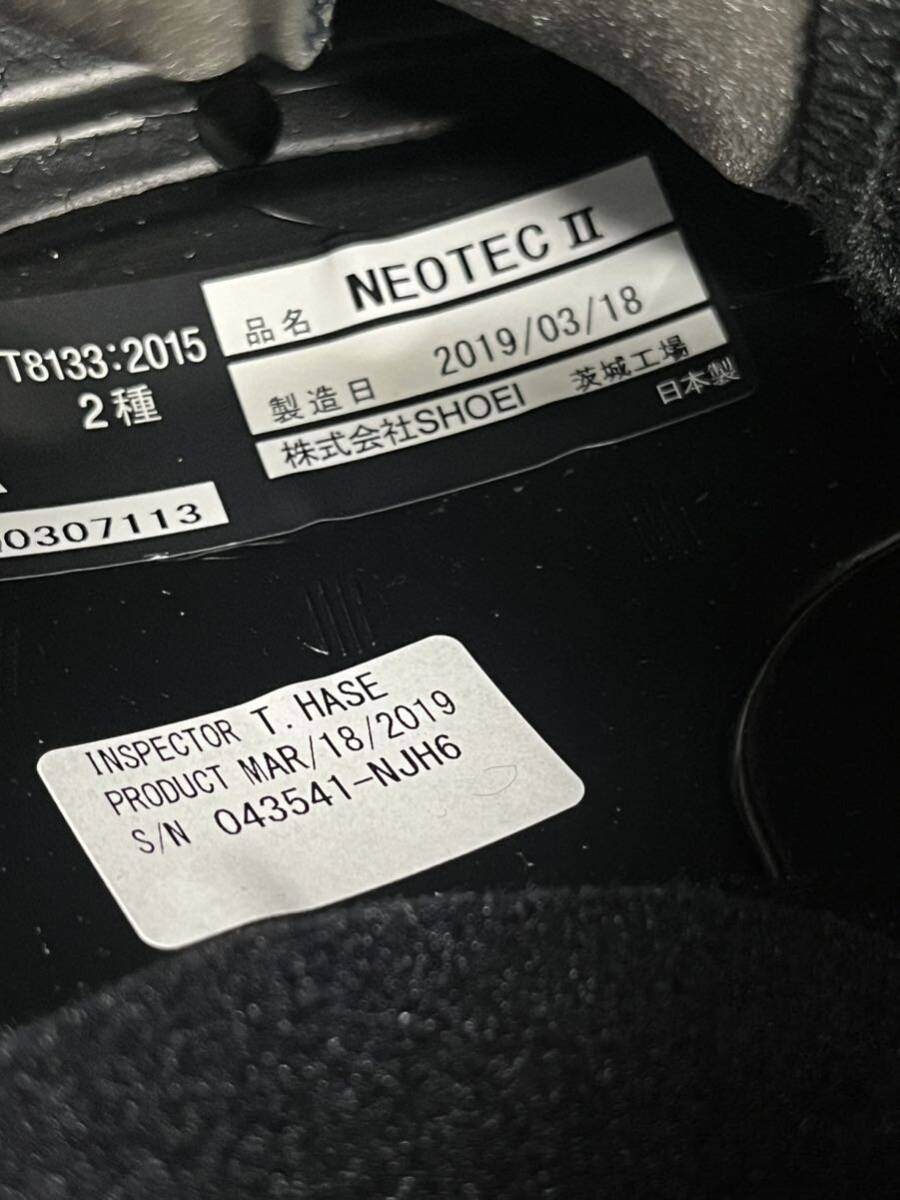 T8133:2015
2種
品名 NEOTEC II
製造日 2019/03/18
株式会社SHOEI 茨城工場
日本製
0307113
INSPECTOR T. HASE
PRODUCT MAR/18/2019
S/N 043541-NJH6